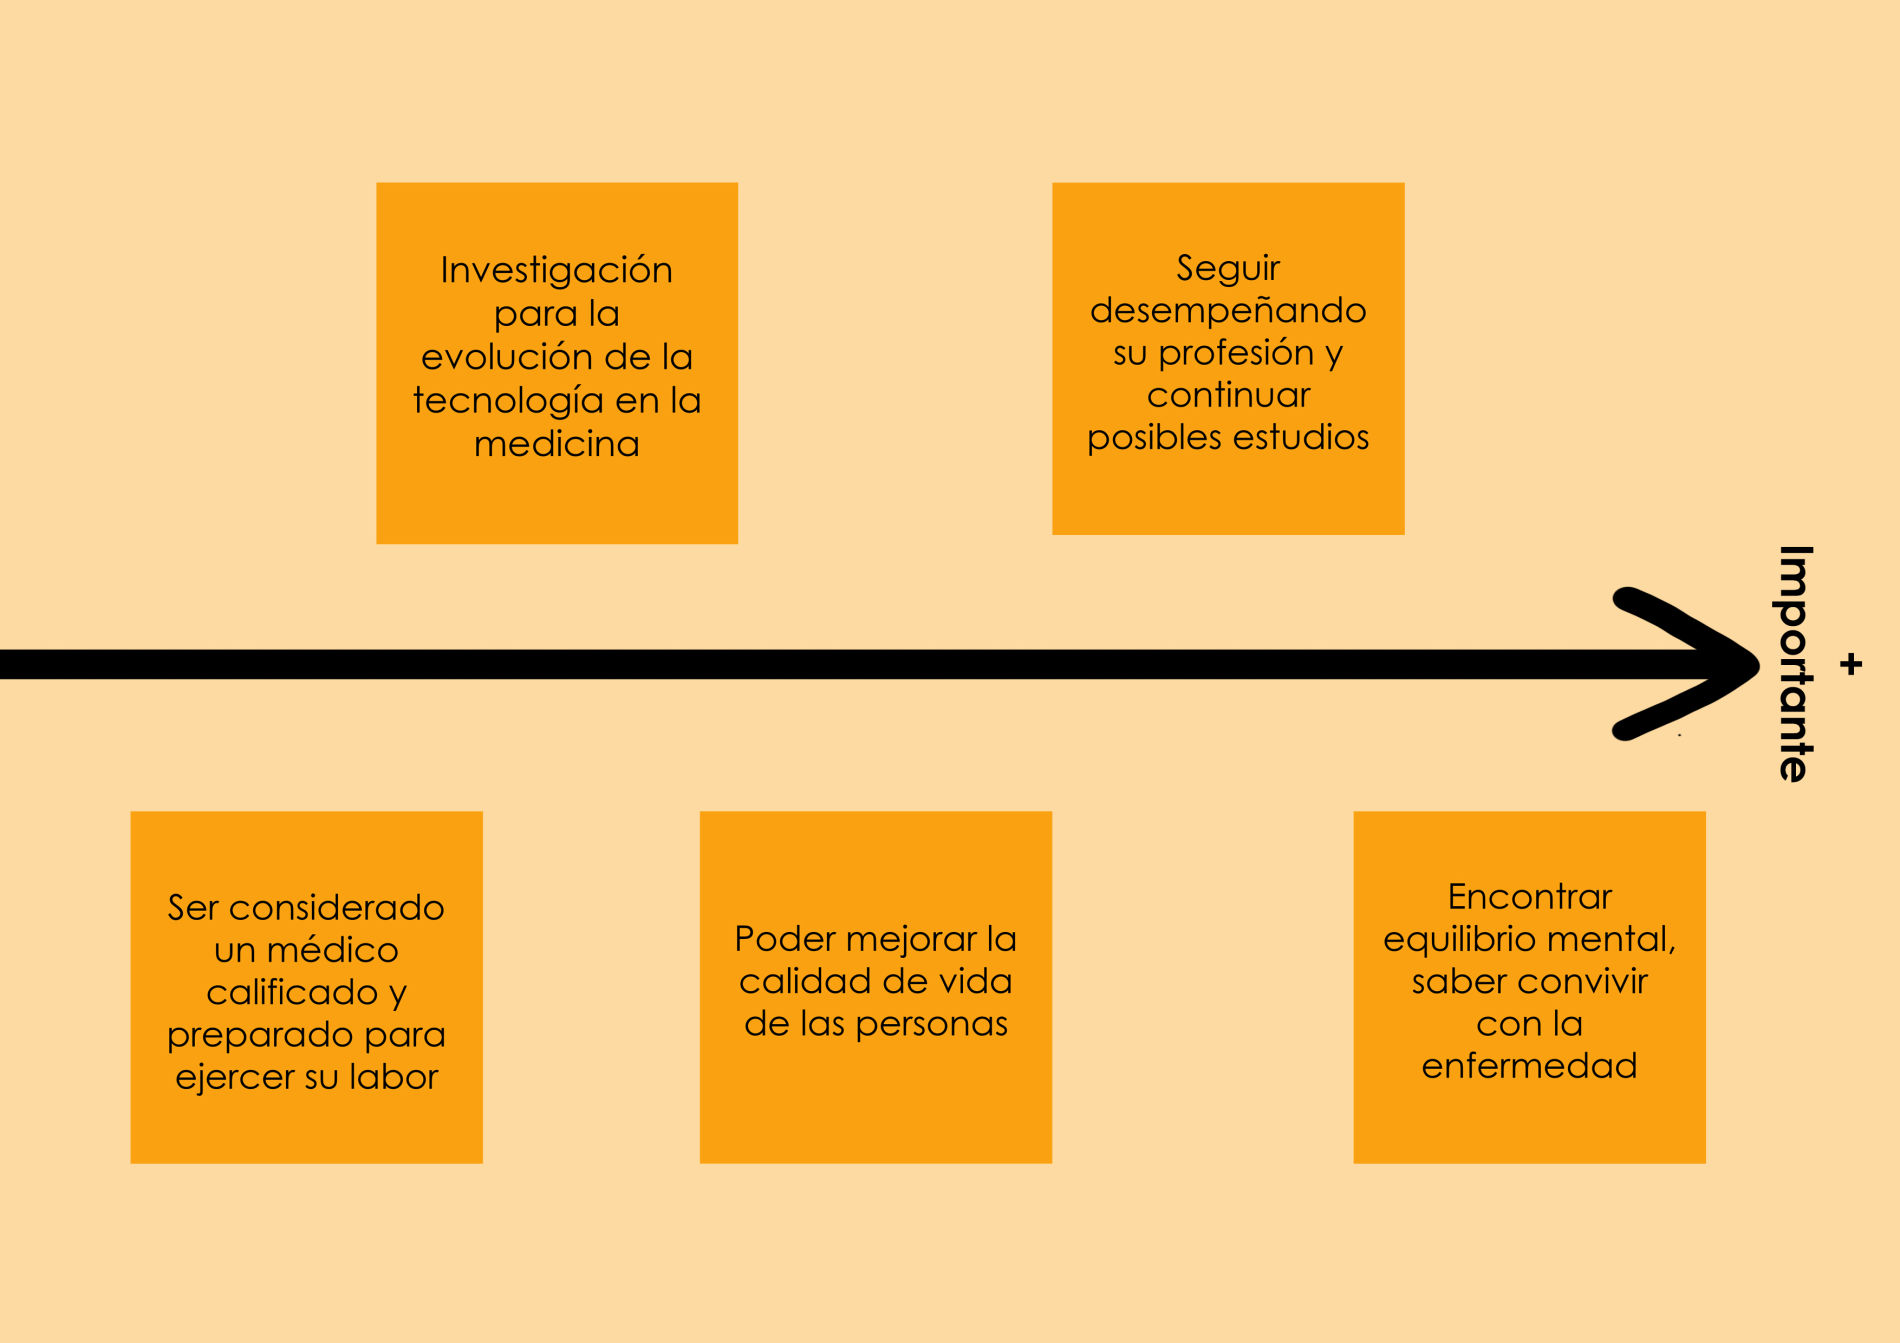 Investigación
para la
evolución de la
tecnología en la
medicina
Seguir
desempeñando
su profesión y
continuar
posibles estudios
+
Importante
Ser considerado
un médico
calificado y
preparado para
ejercer su labor
Poder mejorar la
calidad de vida
de las personas
Encontrar
equilibrio mental,
saber convivir
con la
enfermedad